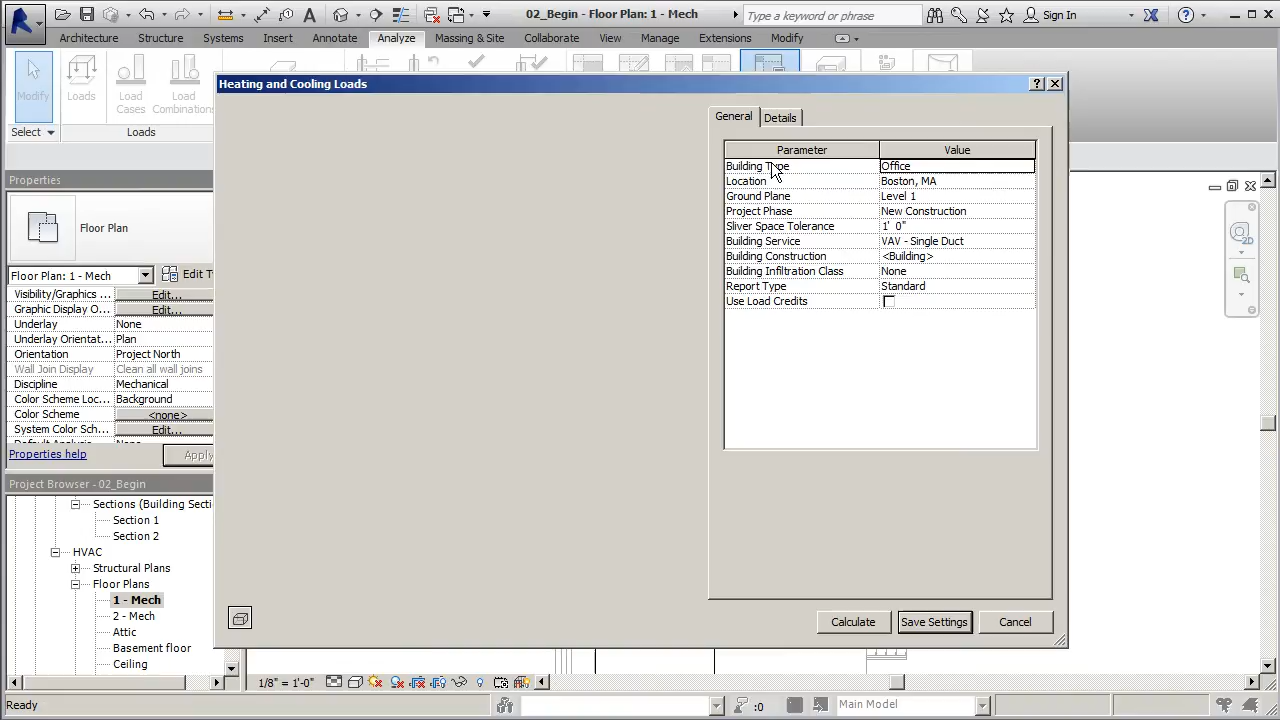 02_Begin - Floor Plan: 1 - Mech
Type a keyword or phrase
Sign In
Architecture Structure Systems Insert Annotate Analyze Massing & Site Collaborate View Manage Extensions Modify
Modify
Loads
Load Cases
Load Combinations
Select
Loads
Heating and Cooling Loads
General
Details
Parameter Value
Building Type Office
Location Boston, MA
Ground Plane Level 1
Project Phase New Construction
Sliver Space Tolerance 1' 0"
Building Service VAV - Single Duct
Building Construction <Building>
Building Infiltration Class None
Report Type Standard
Use Load Credits
Calculate
Save Settings
Cancel
Properties
Floor Plan
Floor Plan: 1 - Mech
Edit T
Visibility/Graphics ... Edit...
Graphic Display O... Edit...
Underlay None
Underlay Orientat... Plan
Orientation Project North
Wall Join Display Clean all wall joins
Discipline Mechanical
Color Scheme Loc... Background
Color Scheme <none>
System Color Sch... Edit...
Default Analysis None
Properties help
Apply
Project Browser - 02_Begin
Sections (Building Secti
Section 1
Section 2
HVAC
Structural Plans
Floor Plans
1 - Mech
2 - Mech
Attic
Basement floor
Ceiling
2D
1/8" = 1'-0"
Ready
:0
Main Model